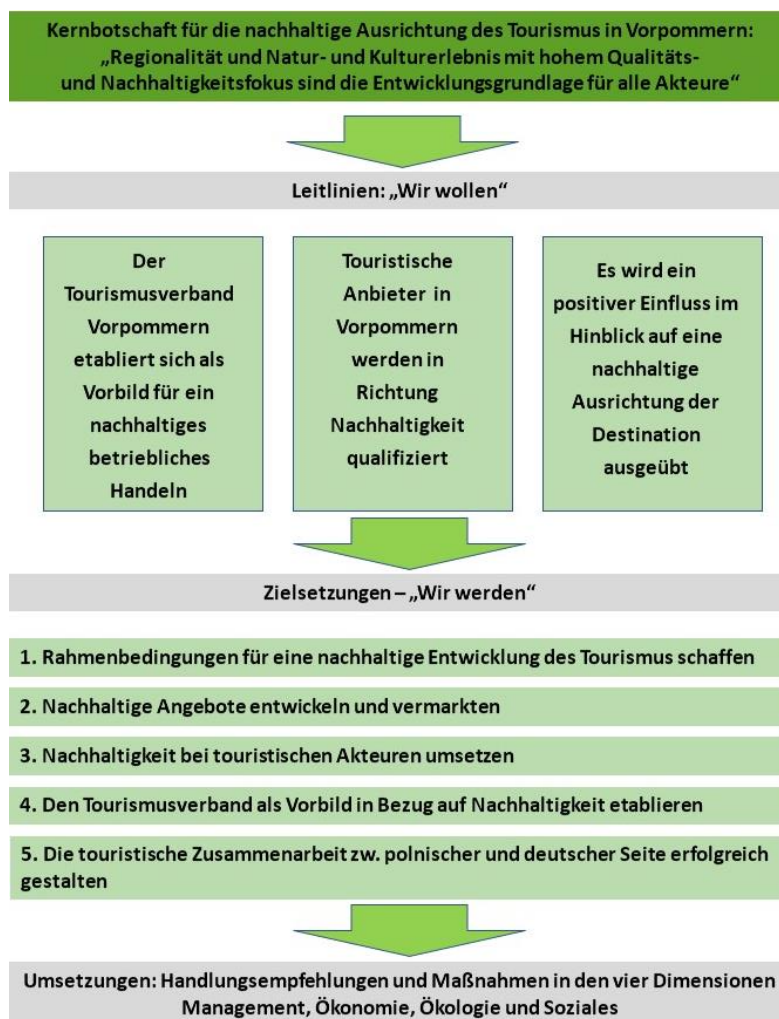 Kernbotschaft für die nachhaltige Ausrichtung des Tourismus in Vorpommern:
„Regionalität und Natur- und Kulturerlebnis mit hohem Qualitäts-
und Nachhaltigkeitsfokus sind die Entwicklungsgrundlage für alle Akteure“
Leitlinien: „Wir wollen“
Der
Tourismusverband
Vorpommern
etabliert sich als
Vorbild für ein
nachhaltiges
betriebliches
Handeln
Touristische
Anbieter in
Vorpommern
werden in
Richtung
Nachhaltigkeit
qualifiziert
Es wird ein
positiver Einfluss im
Hinblick auf eine
nachhaltige
Ausrichtung der
Destination
ausgeübt
Zielsetzungen – „Wir werden“
1. Rahmenbedingungen für eine nachhaltige Entwicklung des Tourismus schaffen
2. Nachhaltige Angebote entwickeln und vermarkten
3. Nachhaltigkeit bei touristischen Akteuren umsetzen
4. Den Tourismusverband als Vorbild in Bezug auf Nachhaltigkeit etablieren
5. Die touristische Zusammenarbeit zw. polnischer und deutscher Seite erfolgreich
gestalten
Umsetzungen: Handlungsempfehlungen und Maßnahmen in den vier Dimensionen
Management, Ökonomie, Ökologie und Soziales